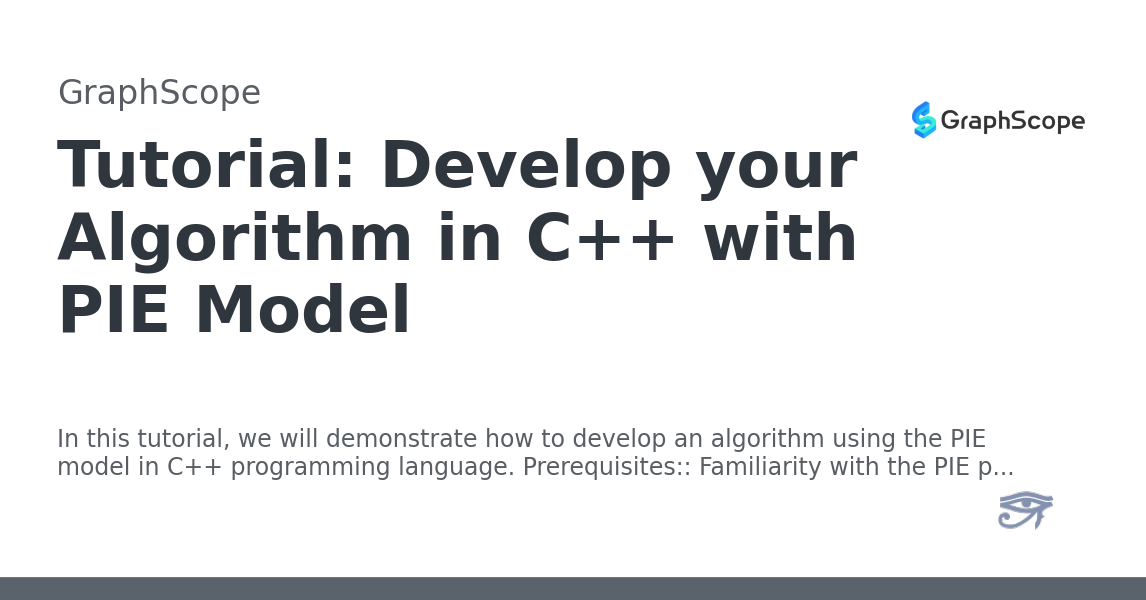 GraphScope
GraphScope
Tutorial: Develop your
Algorithm in C++ with
PIE Model
In this tutorial, we will demonstrate how to develop an algorithm using the PIE
model in C++ programming language. Prerequisites:: Familiarity with the PIE p...